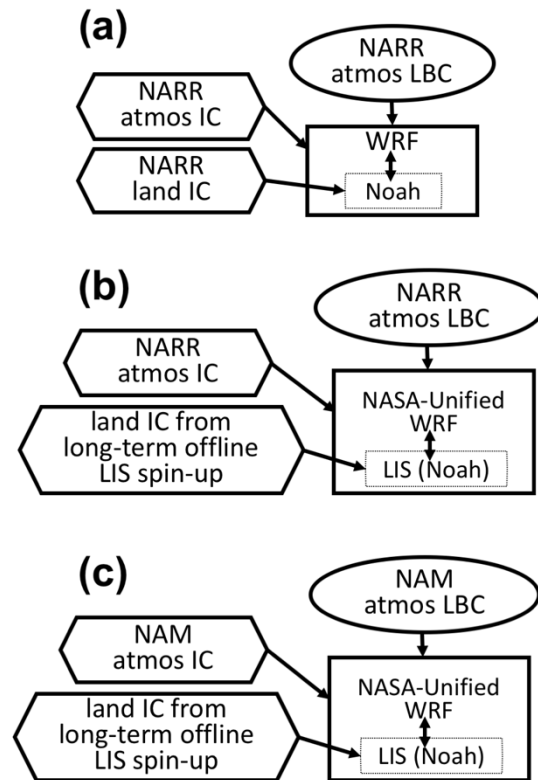 (a)
NARR
atmos LBC
NARR
atmos IC
WRF
NARR
land IC
Noah
(b)
NARR
atmos LBC
NARR
atmos IC
NASA-Unified
WRF
land IC from
long-term offline
LIS spin-up
LIS (Noah)
(c)
NAM
atmos LBC
NAM
atmos IC
NASA-Unified
WRF
land IC from
long-term offline
LIS spin-up
LIS (Noah)